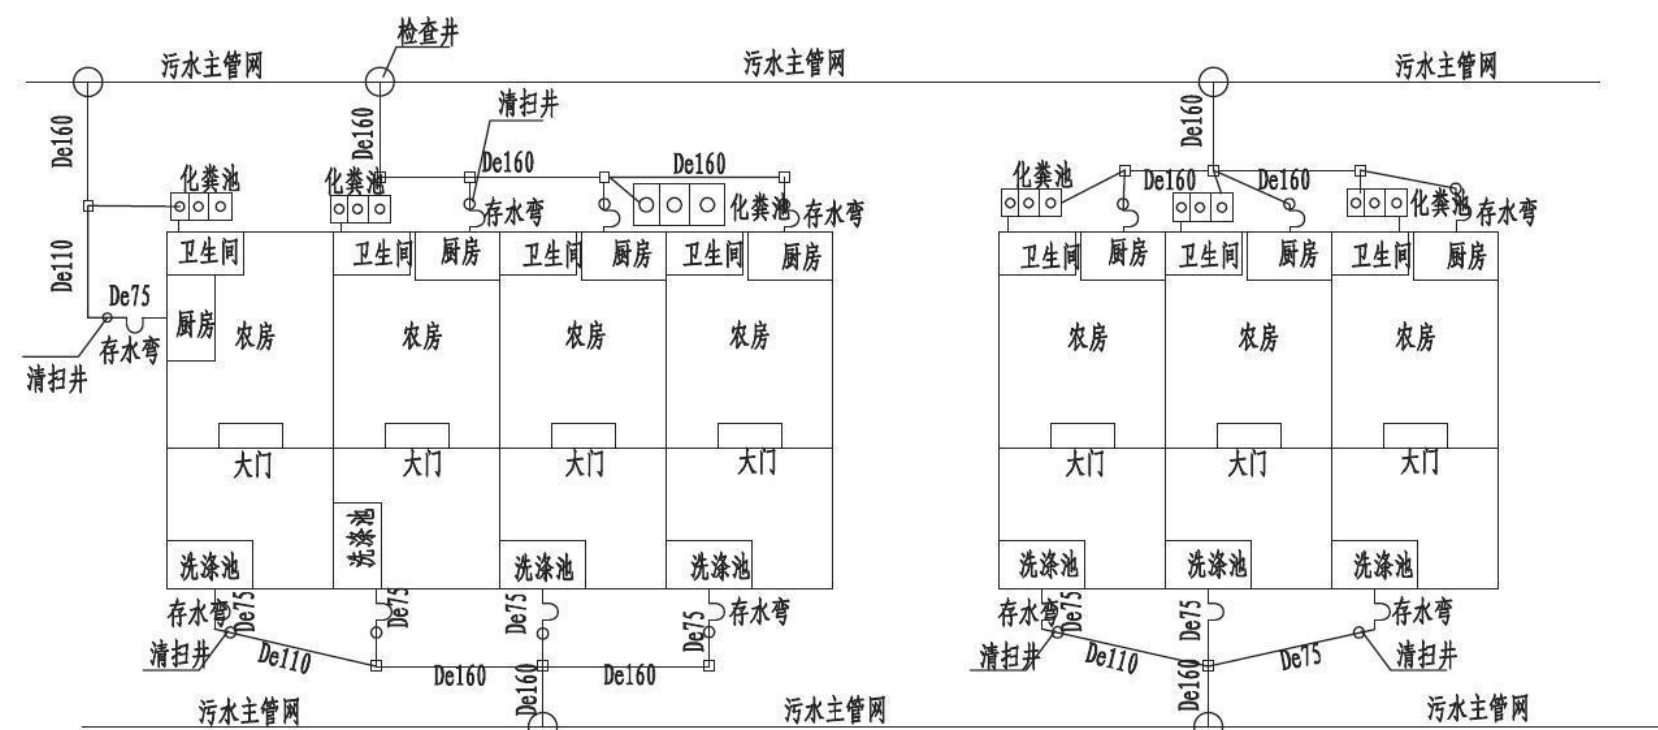 检查井
污水主管网
污水主管网
污水主管网
De160
De160
清扫井
De160
De160
De160
De160
De160
化粪池
化粪池
化粪池
存水弯
化粪池
化粪池
存水弯
存水弯
卫生间
卫生间
厨房
卫生间
厨房
卫生间
厨房
卫生间
厨房
卫生间
厨房
卫生间
厨房
De110
De75
厨房
存水弯
清扫井
农房
农房
农房
农房
农房
农房
农房
大门
大门
大门
大门
大门
大门
大门
洗涤池
洗涤池
洗涤池
洗涤池
洗涤池
洗涤池
洗涤池
存水弯
De75
De75
De75
De75
存水弯
存水弯
De75
De75
存水弯
清扫井
De110
De160
De160
De160
清扫井
De110
De160
De75
清扫井
污水主管网
污水主管网
污水主管网